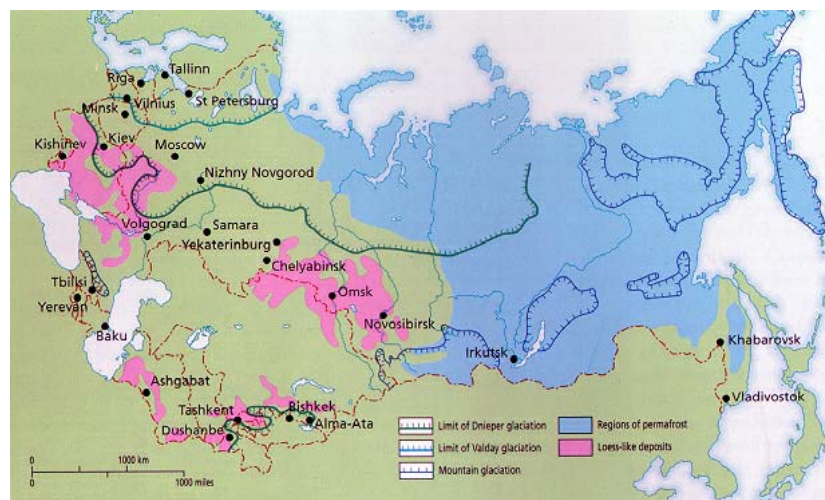 Tallinn
Riga
St Petersburg
Vilnius
Minsk
Kiev
Kishinev
Moscow
Nizhny Novgorod
Volgograd
Samara
Yekaterinburg
Chelyabinsk
Omsk
Novosibirsk
Tbilisi
Yerevan
Baku
Irkutsk
Khabarovsk
Vladivostok
Ashgabat
Tashkent
Bishkek
Alma-Ata
Dushanbe
Limit of Dnieper glaciation
Limit of Valday glaciation
Mountain glaciation
Regions of permafrost
Loess-like deposits
0 1000 km
0 1000 miles